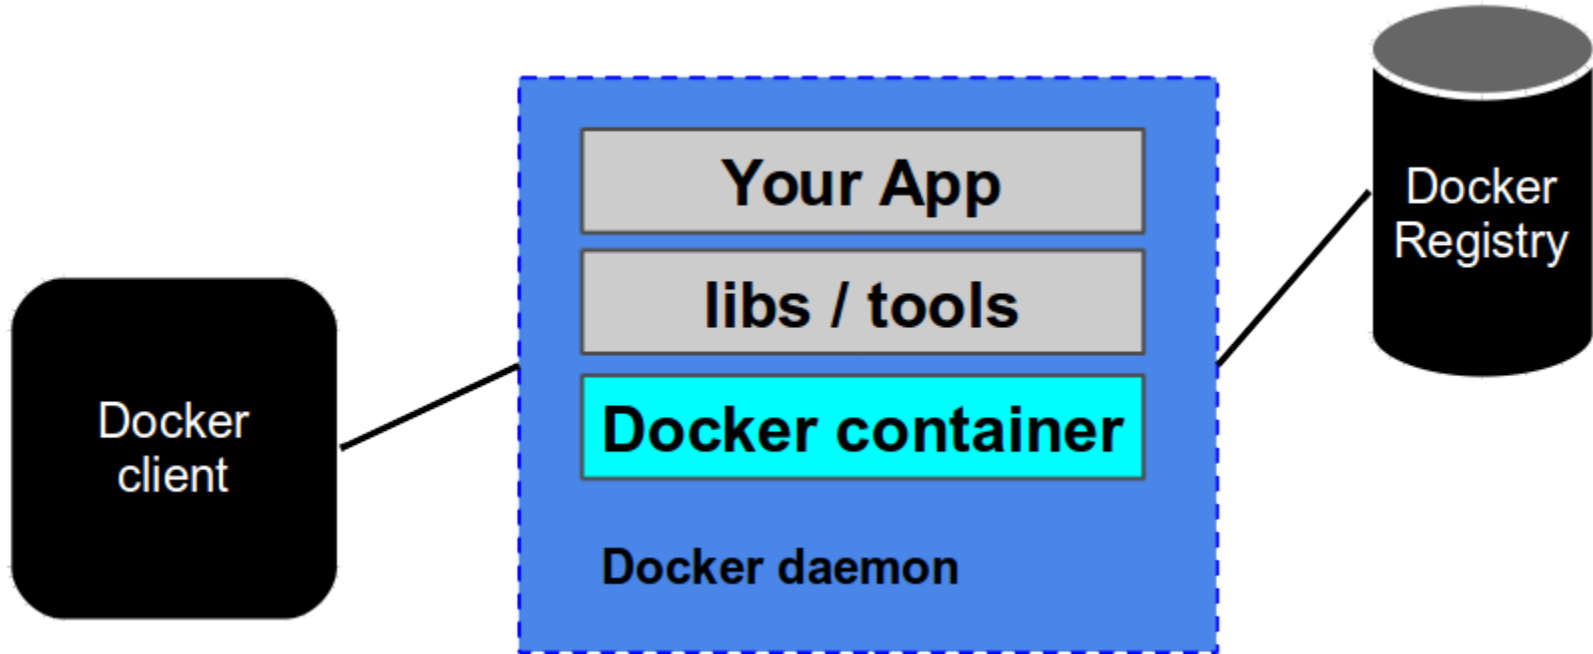 Docker
client
Your App
libs / tools
Docker container
Docker daemon
Docker
Registry